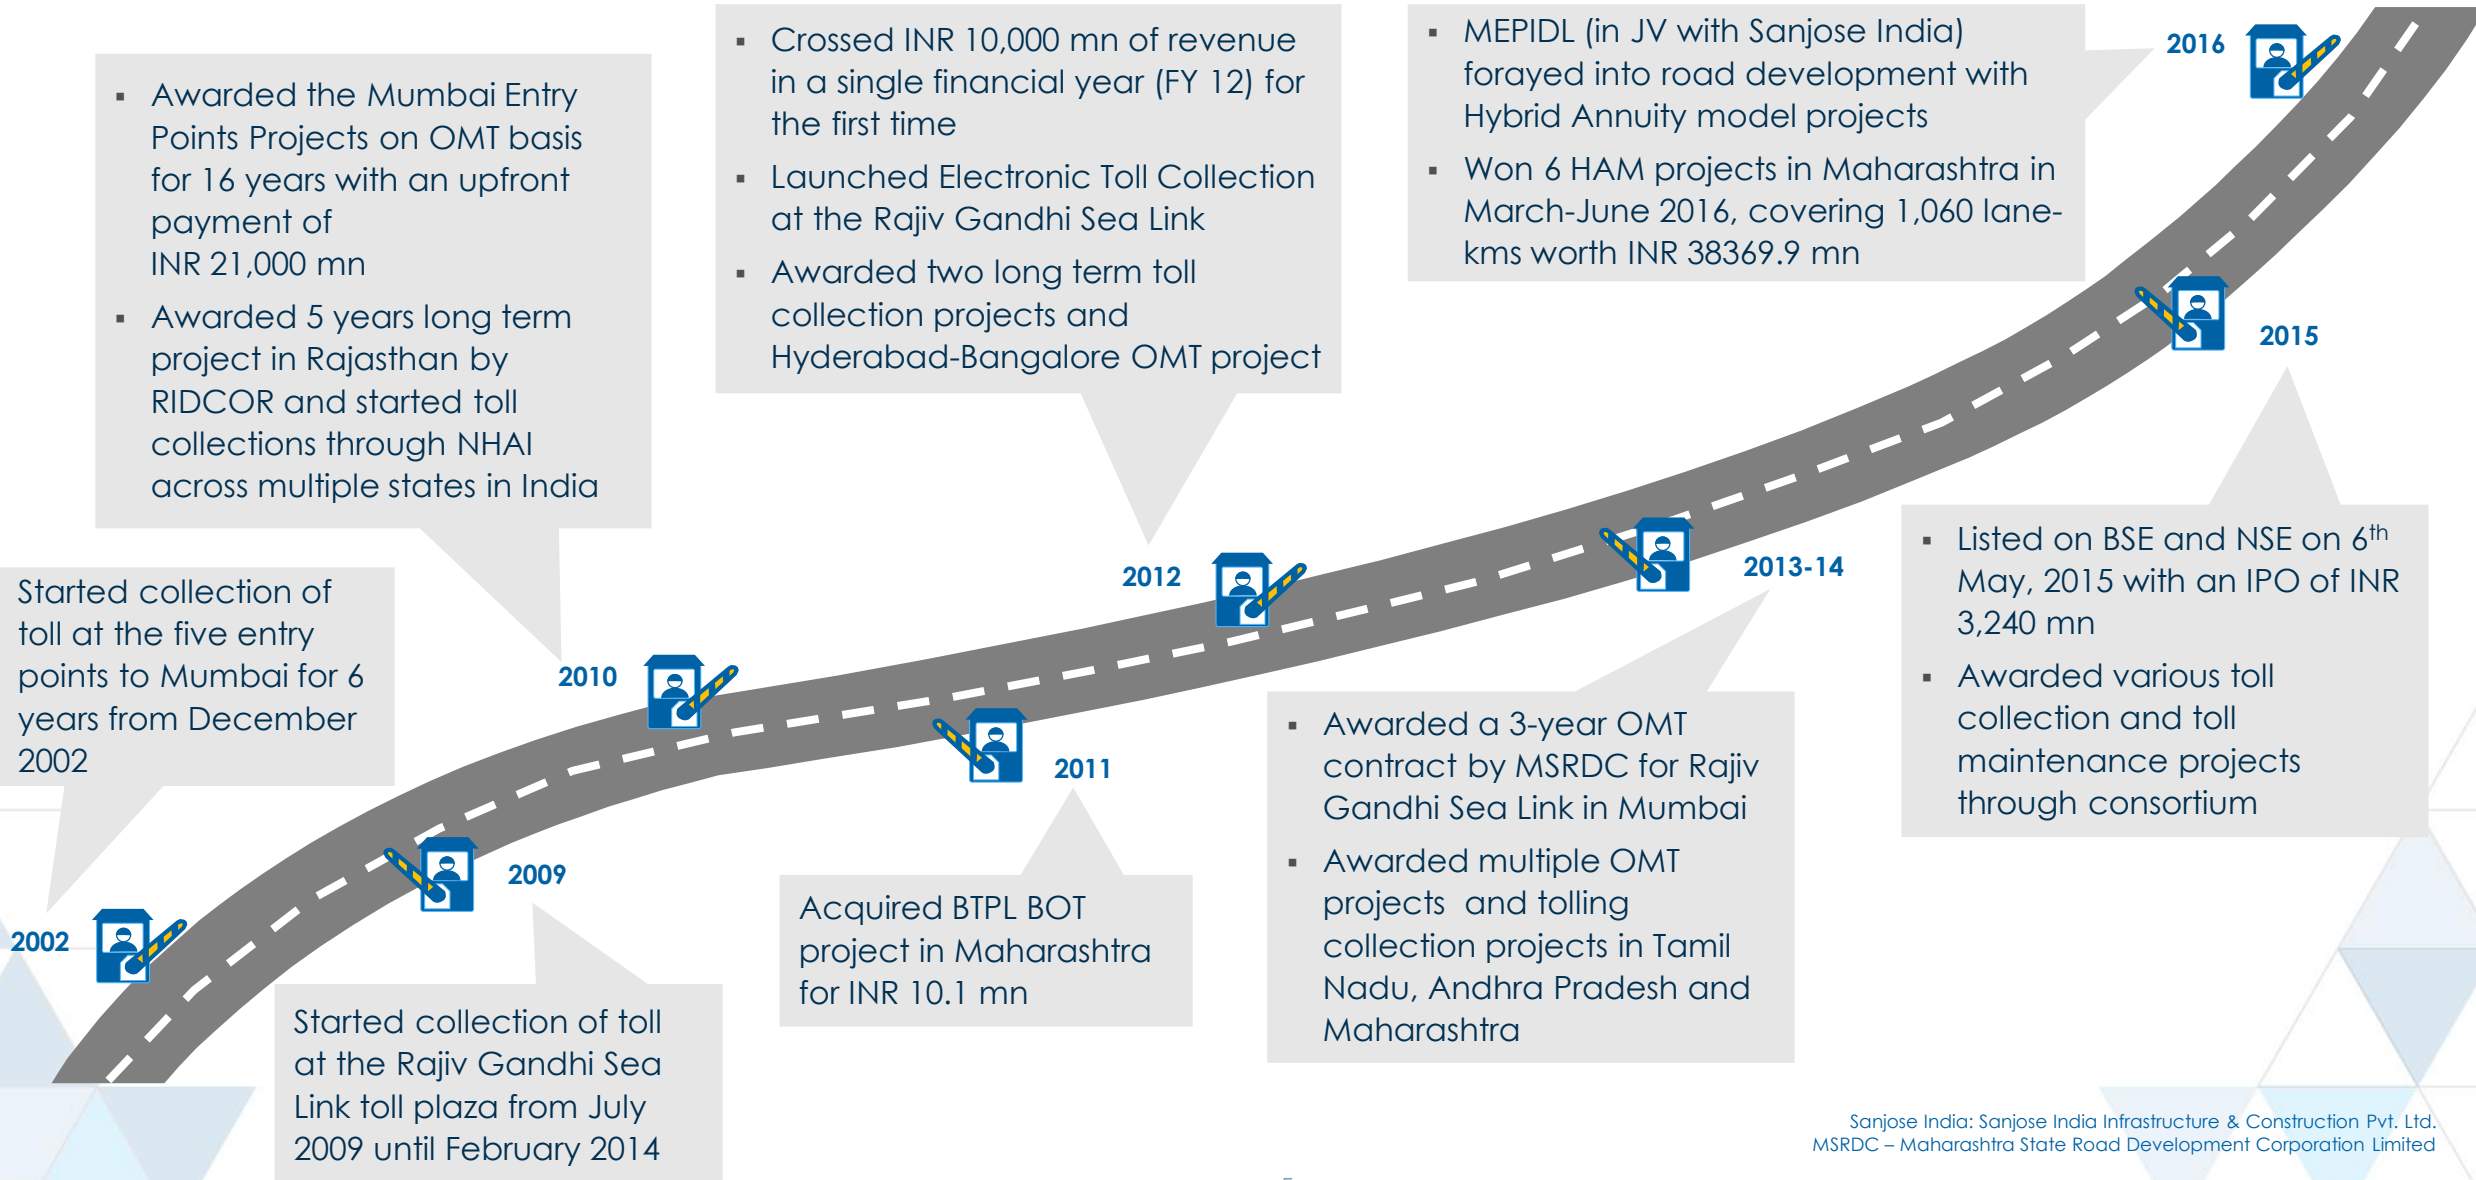 ▪ Awarded the Mumbai Entry
Points Projects on OMT basis
for 16 years with an upfront
payment of
INR 21,000 mn
▪ Awarded 5 years long term
project in Rajasthan by
RIDCOR and started toll
collections through NHAI
across multiple states in India
▪ Crossed INR 10,000 mn of revenue
in a single financial year (FY 12) for
the first time
▪ Launched Electronic Toll Collection
at the Rajiv Gandhi Sea Link
▪ Awarded two long term toll
collection projects and
Hyderabad-Bangalore OMT project
▪ MEPIDL (in JV with Sanjose India)
forayed into road development with
Hybrid Annuity model projects
▪ Won 6 HAM projects in Maharashtra in
March-June 2016, covering 1,060 lane-
kms worth INR 38369.9 mn
2016
2015
Started collection of
toll at the five entry
points to Mumbai for 6
years from December
2002
2010
2012
2013-14
▪ Listed on BSE and NSE on 6th
May, 2015 with an IPO of INR
3,240 mn
▪ Awarded various toll
collection and toll
maintenance projects
through consortium
2002
2009
2011
Started collection of toll
at the Rajiv Gandhi Sea
Link toll plaza from July
2009 until February 2014
Acquired BTPL BOT
project in Maharashtra
for INR 10.1 mn
▪ Awarded a 3-year OMT
contract by MSRDC for Rajiv
Gandhi Sea Link in Mumbai
▪ Awarded multiple OMT
projects and tolling
collection projects in Tamil
Nadu, Andhra Pradesh and
Maharashtra
Sanjose India: Sanjose India Infrastructure & Construction Pvt. Ltd.
MSRDC – Maharashtra State Road Development Corporation Limited